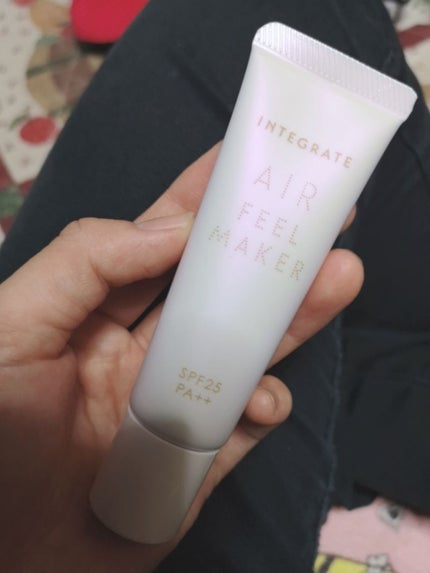 INTEGRATE
AIR
FEEL
MAKER
SPF25
PA++